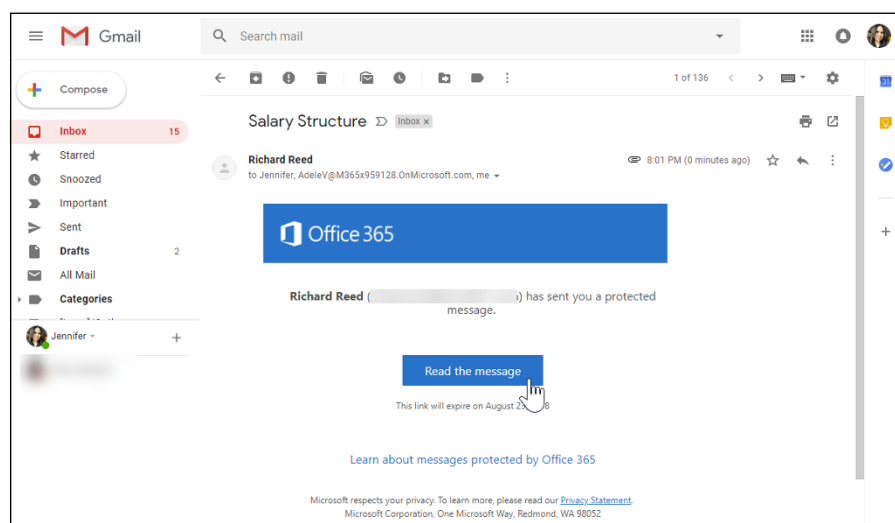 Gmail
Search mail
Compose
1 of 136
31
Inbox 15
Starred
Snoozed
Important
Sent
Drafts 2
All Mail
Categories
Jennifer
Salary Structure Inbox x
Richard Reed
8:01 PM (0 minutes ago)
to Jennifer, AdeleV@M365x959128.OnMicrosoft.com, me
Office 365
Richard Reed ( ) has sent you a protected
message.
Read the message
This link will expire on August
Learn about messages protected by Office 365
Microsoft respects your privacy. To learn more, please read our Privacy Statement.
Microsoft Corporation, One Microsoft Way, Redmond, WA 98052